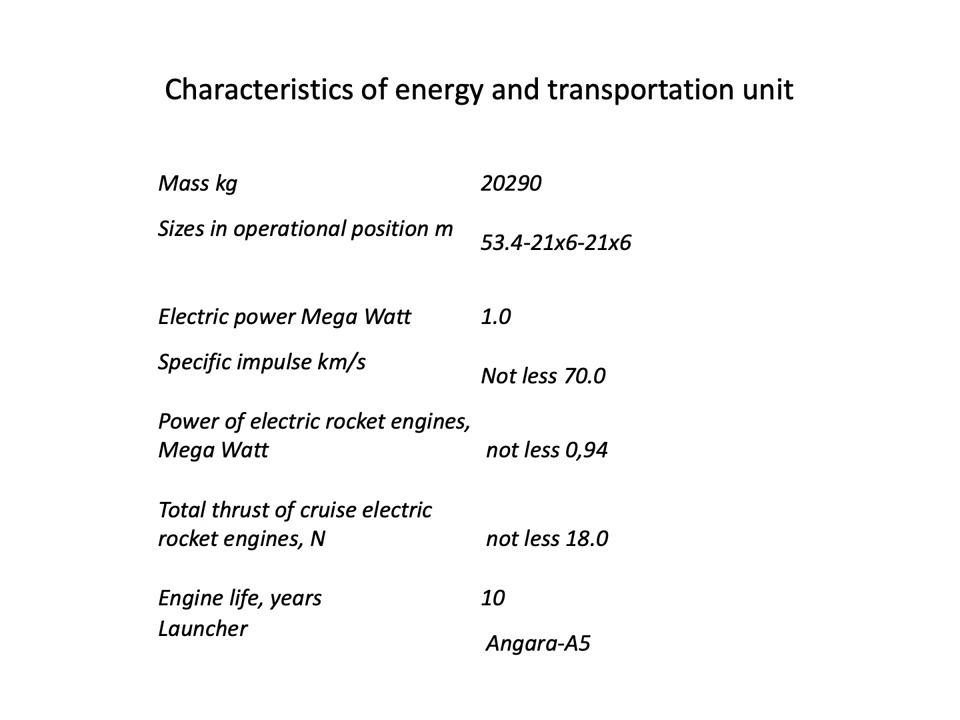 Characteristics of energy and transportation unit
Mass kg 20290
Sizes in operational position m 53.4-21x6-21x6
Electric power Mega Watt 1.0
Specific impulse km/s Not less 70.0
Power of electric rocket engines,
Mega Watt not less 0,94
Total thrust of cruise electric
rocket engines, N not less 18.0
Engine life, years 10
Launcher Angara-A5